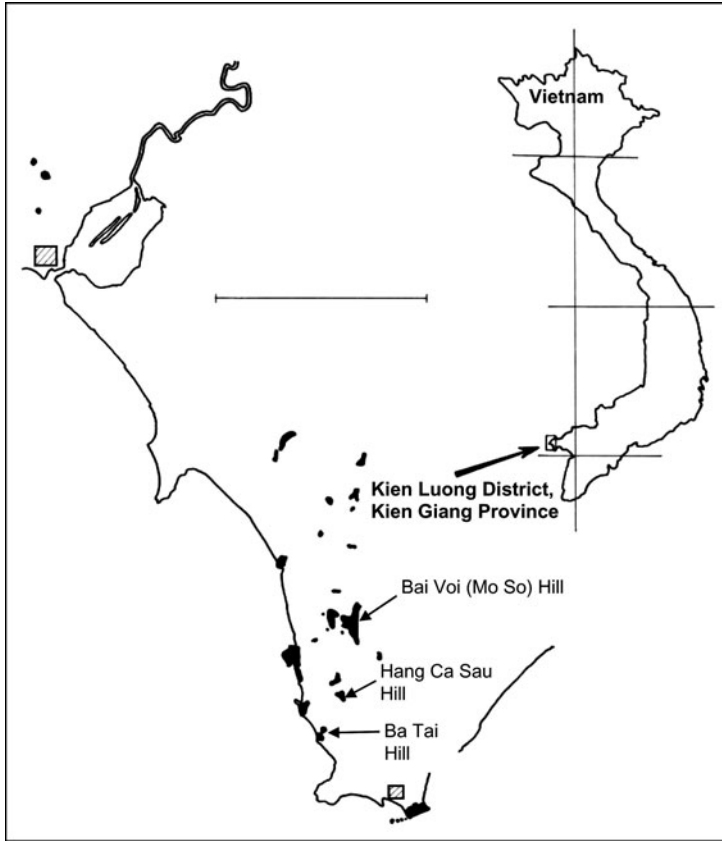 Vietnam
Kien Luong District,
Kien Giang Province
Bai Voi (Mo So) Hill
Hang Ca Sau
Hill
Ba Tai
Hill